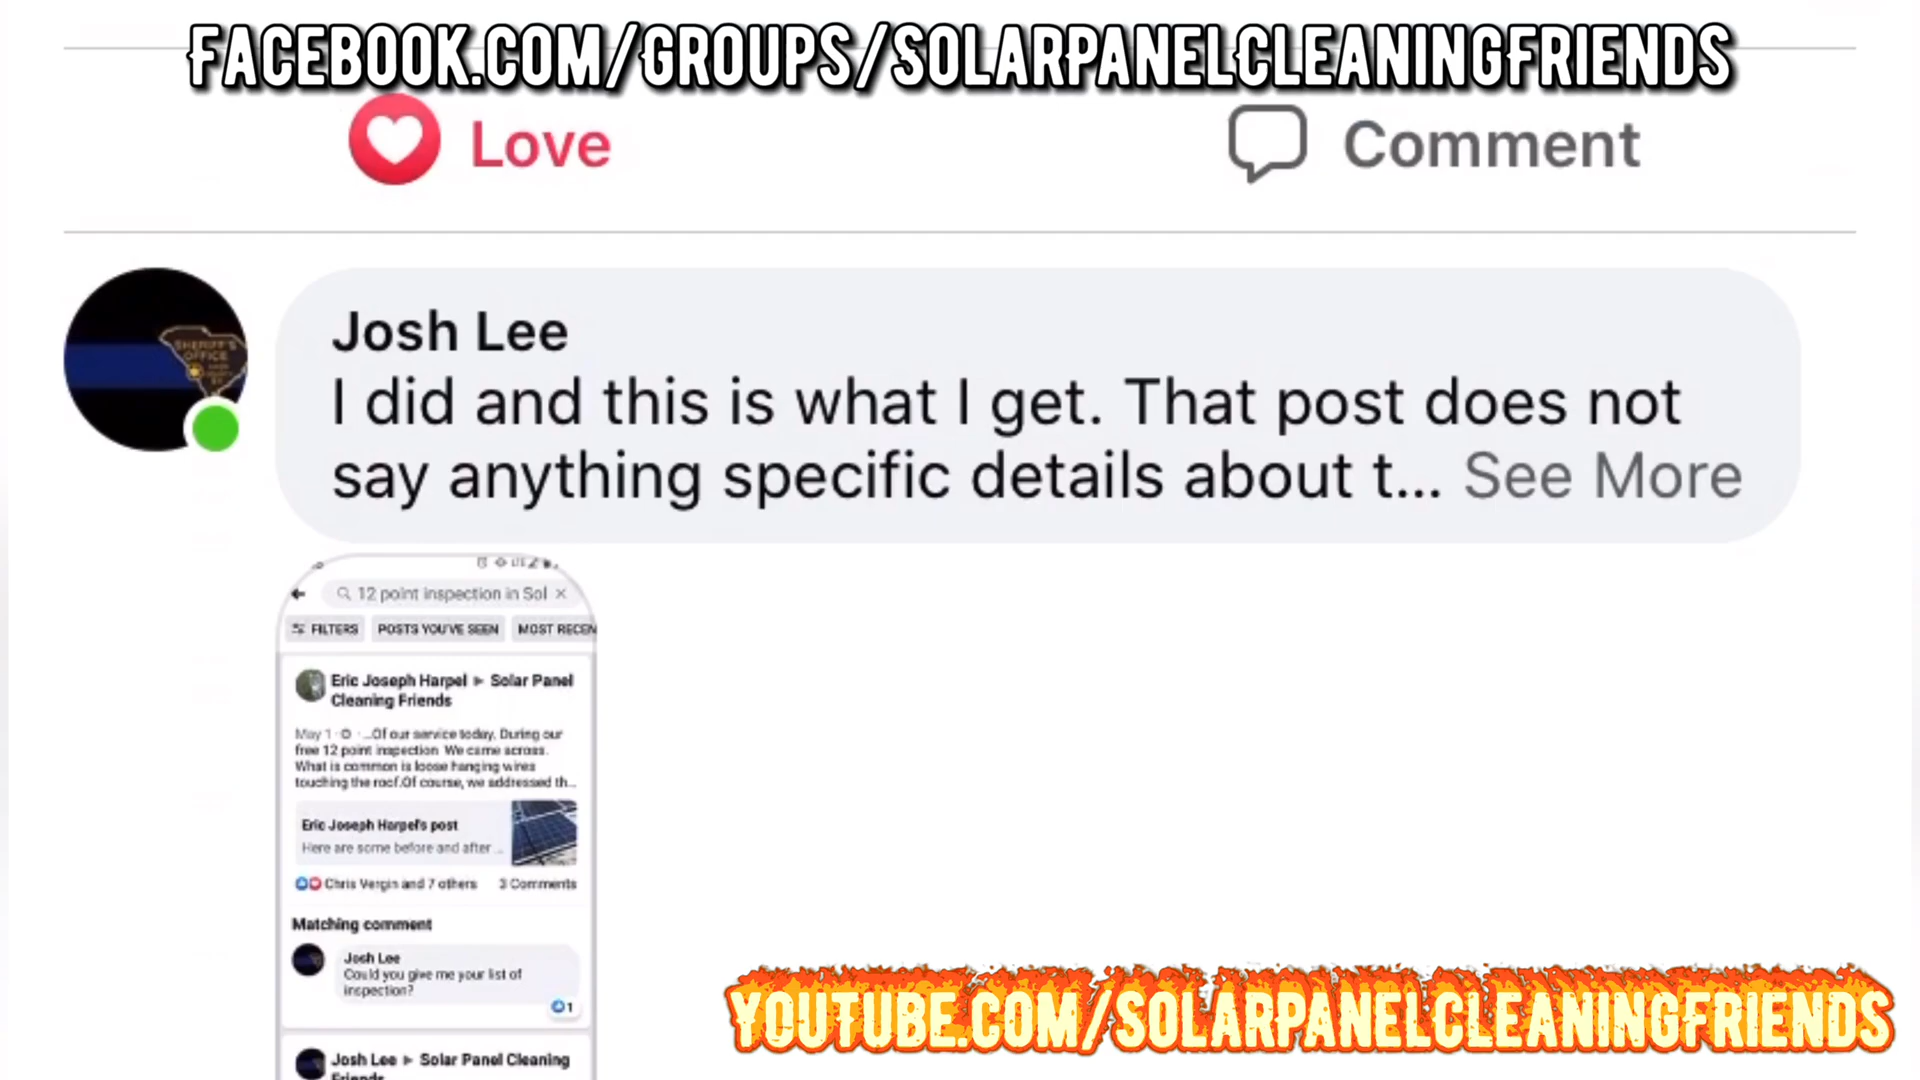 FACEBOOK.COM/GROUPS/SOLARPANELCLEANINGFRIENDS
Love
Comment
SHERIFF'S
OFFICE
Josh Lee
I did and this is what I get. That post does not
say anything specific details about t... See More
12 point inspection in Sol ×
FILTERS POSTS YOU'VE SEEN MOST RECEN
Eric Joseph Harpel ▸ Solar Panel
Cleaning Friends
May 1 · ...Of our service today. During our
free 12 point inspection We came across.
What is common is loose hanging wires
touching the roof.Of course, we addressed th...
Eric Joseph Harpel's post
Here are some before and after ...
Chris Vergin and 7 others 3 Comments
Matching comment
Josh Lee
Could you give me your list of
inspection?
1
Josh Lee ▸ Solar Panel Cleaning
Friends
YOUTUBE.COM/SOLARPANELCLEANINGFRIENDS